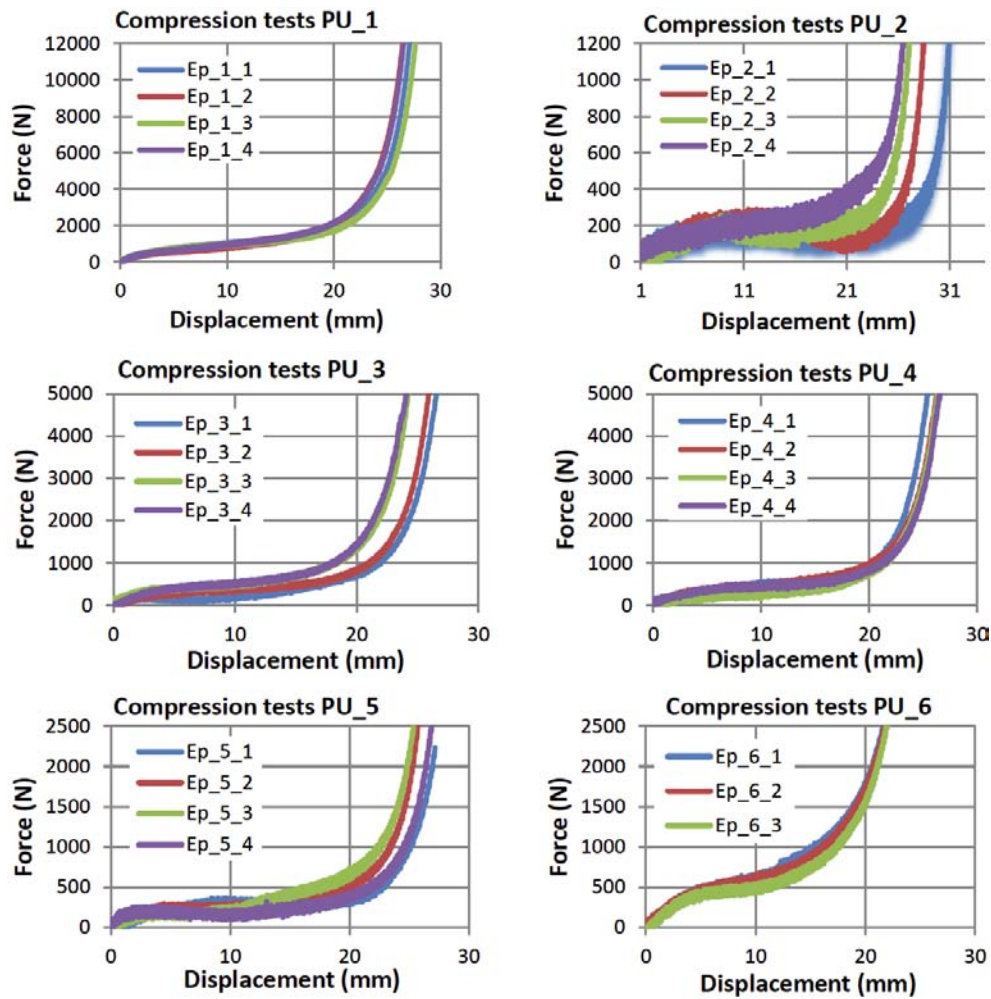 Compression tests PU_1
Force (N)
12000
10000
8000
6000
4000
2000
0
Ep_1_1
Ep_1_2
Ep_1_3
Ep_1_4
0 10 20 30
Displacement (mm)
Compression tests PU_2
Force (N)
1200
1000
800
600
400
200
0
Ep_2_1
Ep_2_2
Ep_2_3
Ep_2_4
1 11 21 31
Displacement (mm)
Compression tests PU_3
Force (N)
5000
4000
3000
2000
1000
0
Ep_3_1
Ep_3_2
Ep_3_3
Ep_3_4
0 10 20 30
Displacement (mm)
Compression tests PU_4
Force (N)
5000
4000
3000
2000
1000
0
Ep_4_1
Ep_4_2
Ep_4_3
Ep_4_4
0 10 20 30
Displacement (mm)
Compression tests PU_5
Force (N)
2500
2000
1500
1000
500
0
Ep_5_1
Ep_5_2
Ep_5_3
Ep_5_4
0 10 20 30
Displacement (mm)
Compression tests PU_6
Force (N)
2500
2000
1500
1000
500
0
Ep_6_1
Ep_6_2
Ep_6_3
0 10 20 30
Displacement (mm)